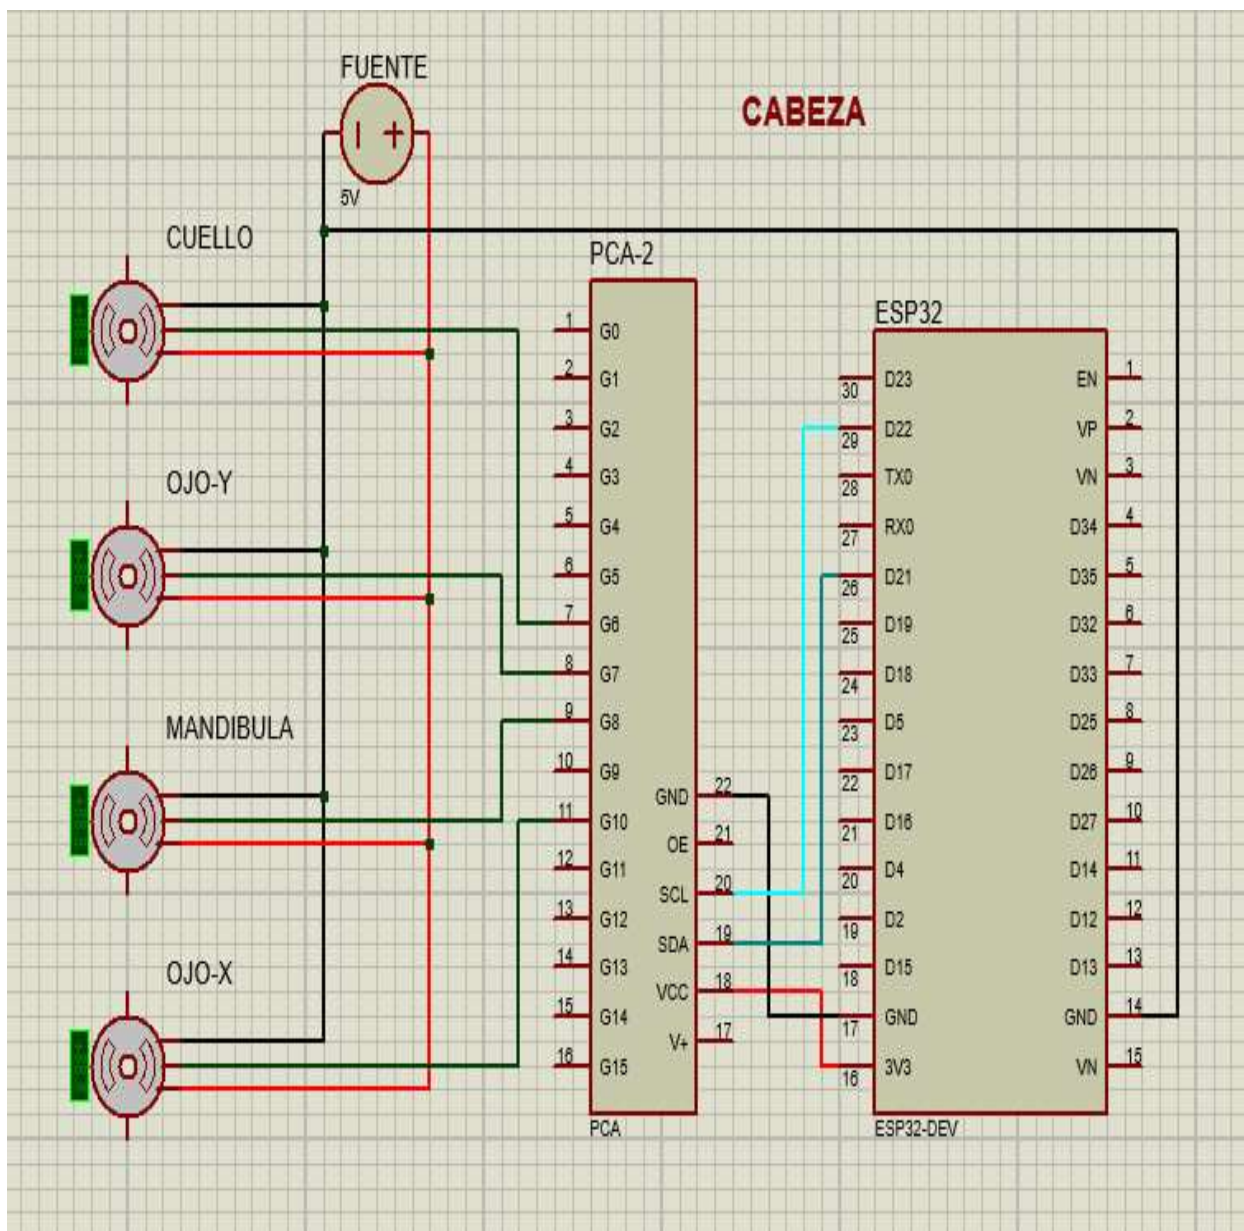 FUENTE
5V
CABEZA
CUELLO
OJO-Y
MANDIBULA
OJO-X
PCA-2
1 G0
2 G1
3 G2
4 G3
5 G4
6 G5
7 G6
8 G7
9 G8
10 G9
11 G10
12 G11
13 G12
14 G13
15 G14
16 G15
GND 22
OE 21
SCL 20
SDA 19
VCC 18
V+ 17
PCA
ESP32
30 D23
29 D22
28 TX0
27 RX0
26 D21
25 D19
24 D18
23 D5
22 D17
21 D16
20 D4
19 D2
18 D15
17 GND
16 3V3
EN 1
VP 2
VN 3
D34 4
D35 5
D32 6
D33 7
D25 8
D26 9
D27 10
D14 11
D12 12
D13 13
GND 14
VN 15
ESP32-DEV